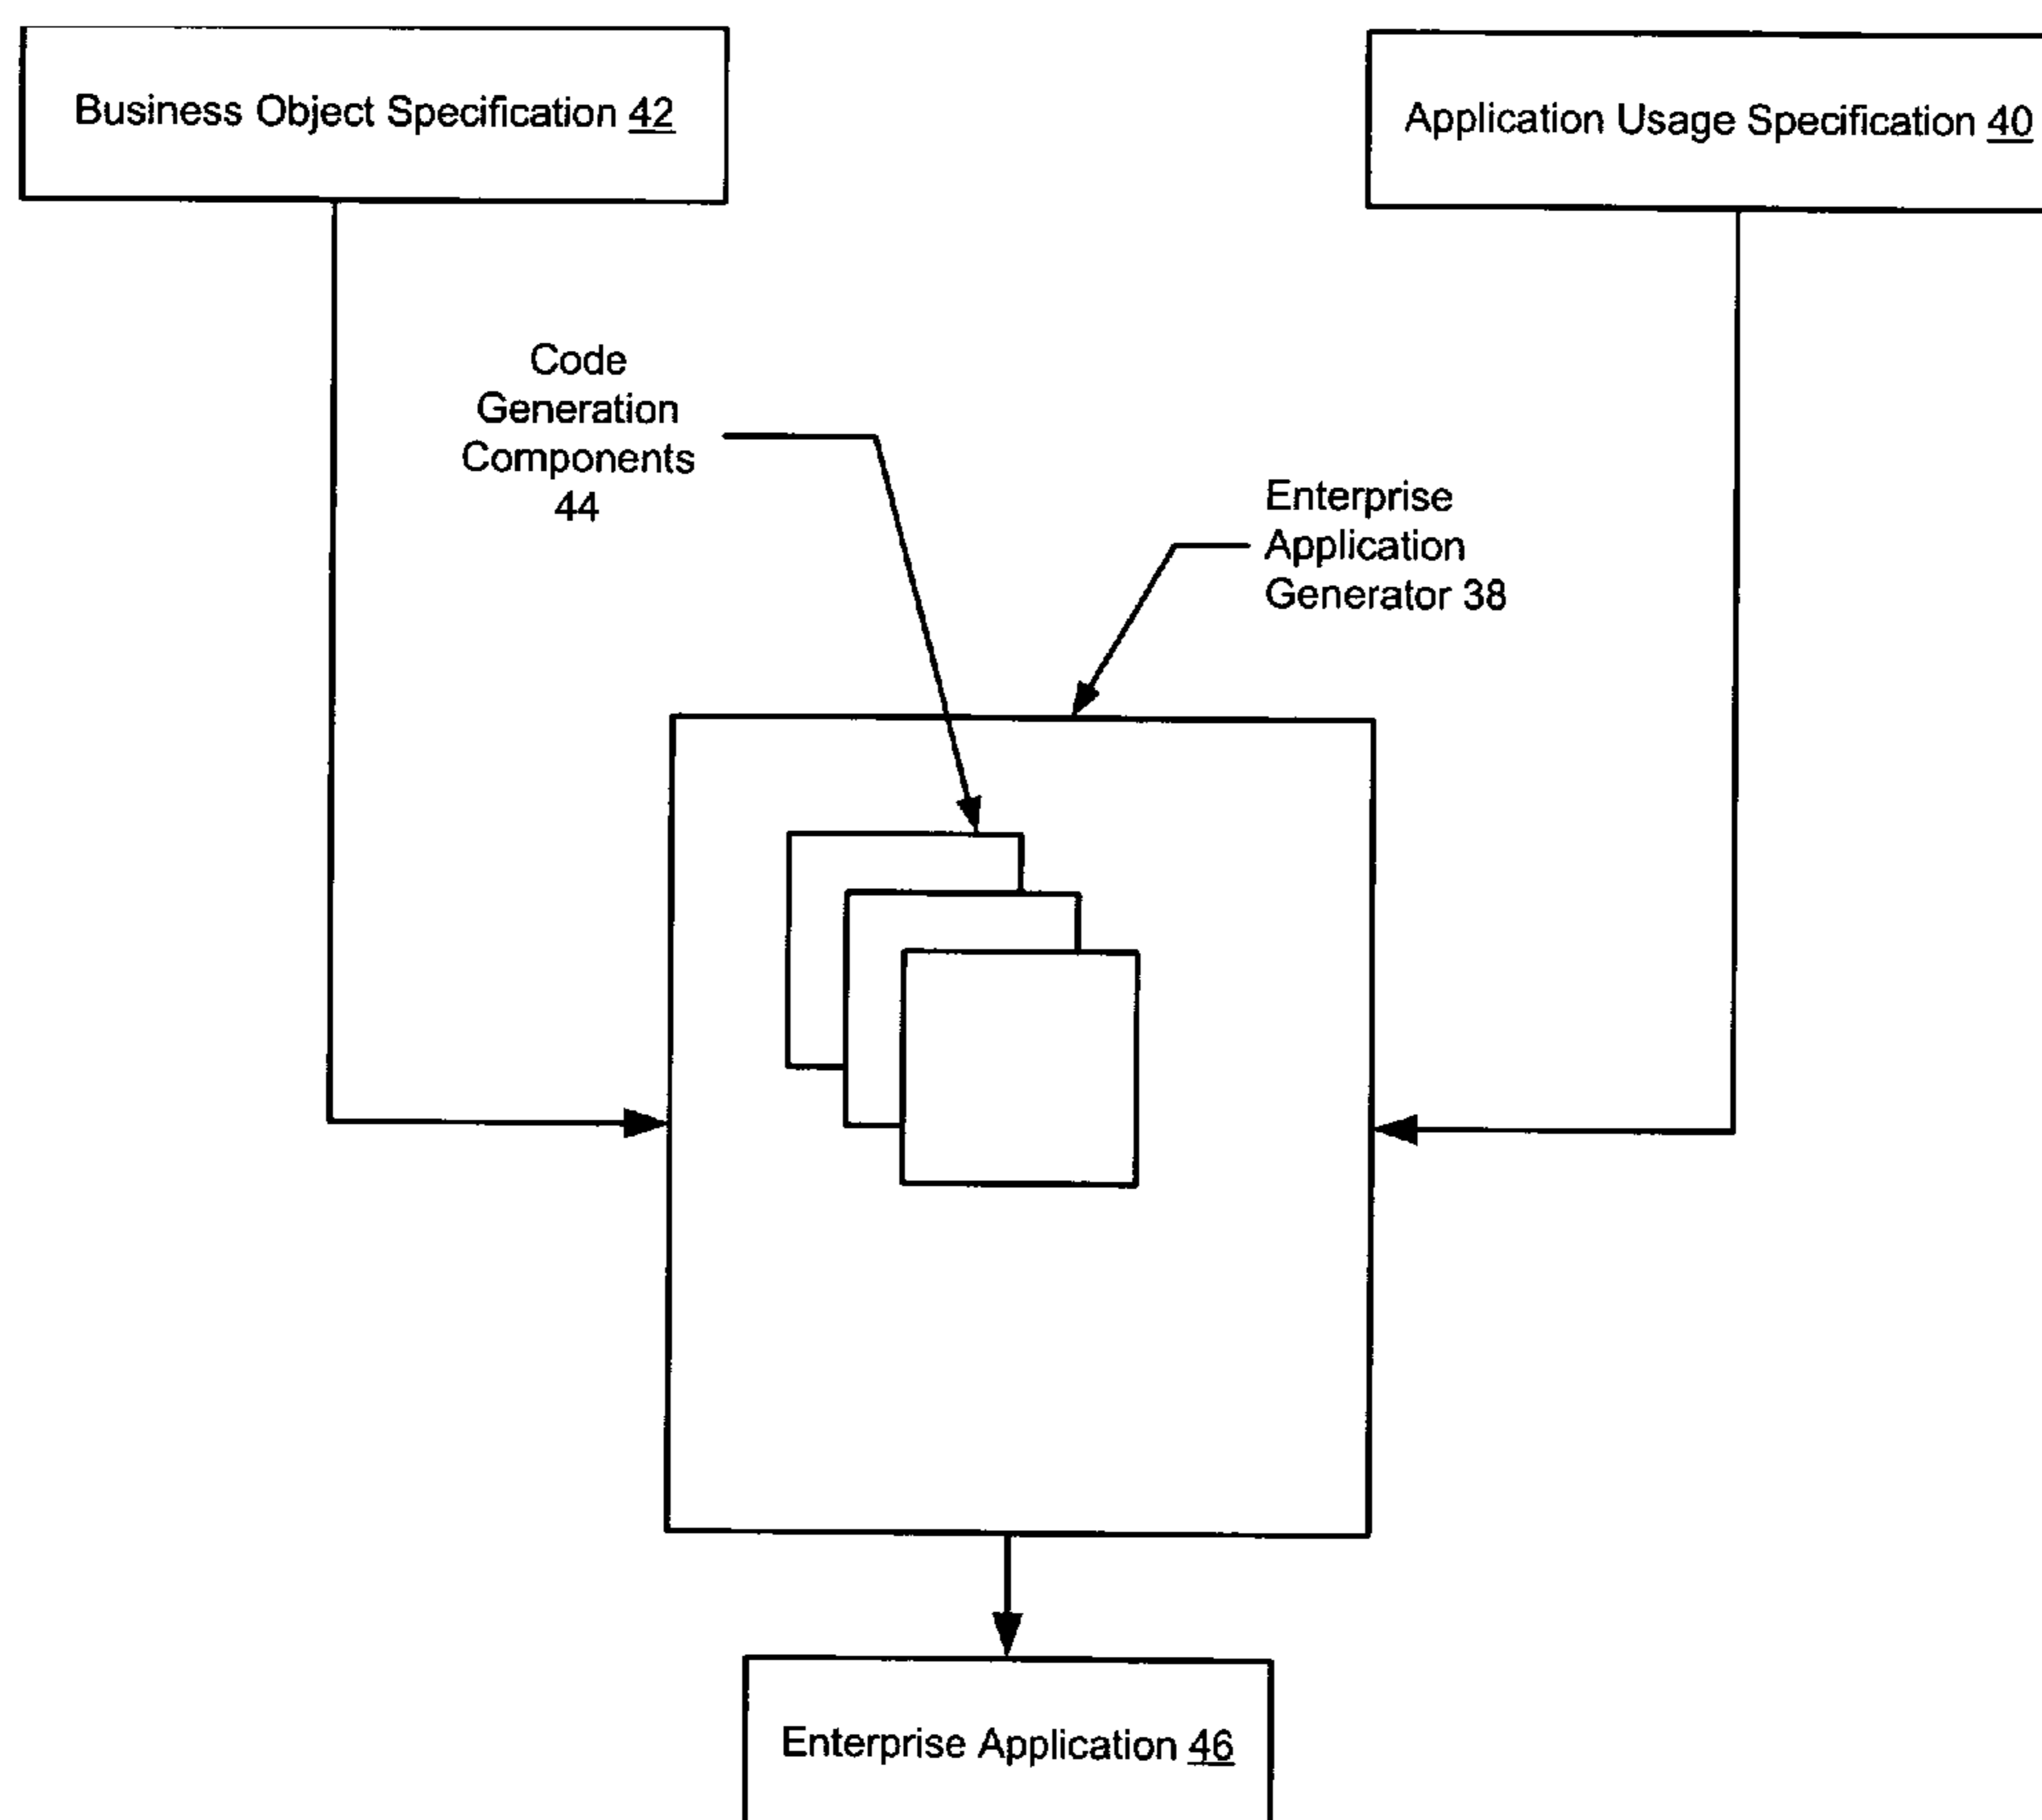 Business Object Specification 42
Application Usage Specification 40
Code
Generation
Components
44
Enterprise
Application
Generator 38
Enterprise Application 46